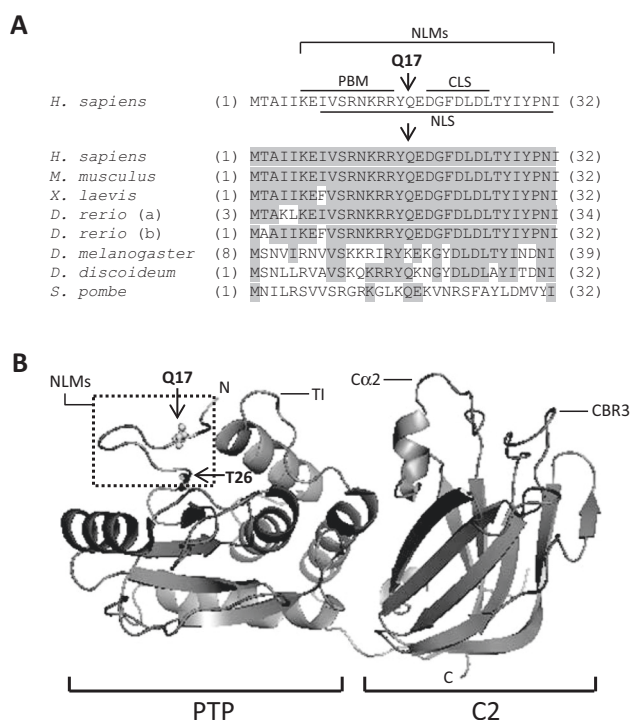 A
NLMs
Q17
PBM CLS
H. sapiens (1) MTAIIKEIVSRNKRRYQEDGFDLDLTYIYPNI (32)
NLS
H. sapiens (1) MTAIIKEIVSRNKRRYQEDGFDLDLTYIYPNI (32)
M. musculus (1) MTAIIKEIVSRNKRRYQEDGFDLDLTYIYPNI (32)
X. laevis (1) MTAIIKEFVSRNKRRYQEDGFDLDLTYIYPNI (32)
D. rerio (a) (3) MTAKLKEIVSRNKRRYQEDGFDLDLTYIYPNI (34)
D. rerio (b) (1) MAAIIKEFVSRNKRRYQEDGFDLDLTYIYPNI (32)
D. melanogaster (8) MSNVIRNVVSKKRIRYKEKGYDLDLTYINDNI (39)
D. discoideum (1) MSNLLRVAVSKQKRRYQKNGYDLDLAYITDNI (32)
S. pombe (1) MNILRSVVSRGRKGLKQEKVNRSFAYLDMVYI (32)
B
NLMs
Q17
N
TI
Cα2
CBR3
T26
C
PTP
C2